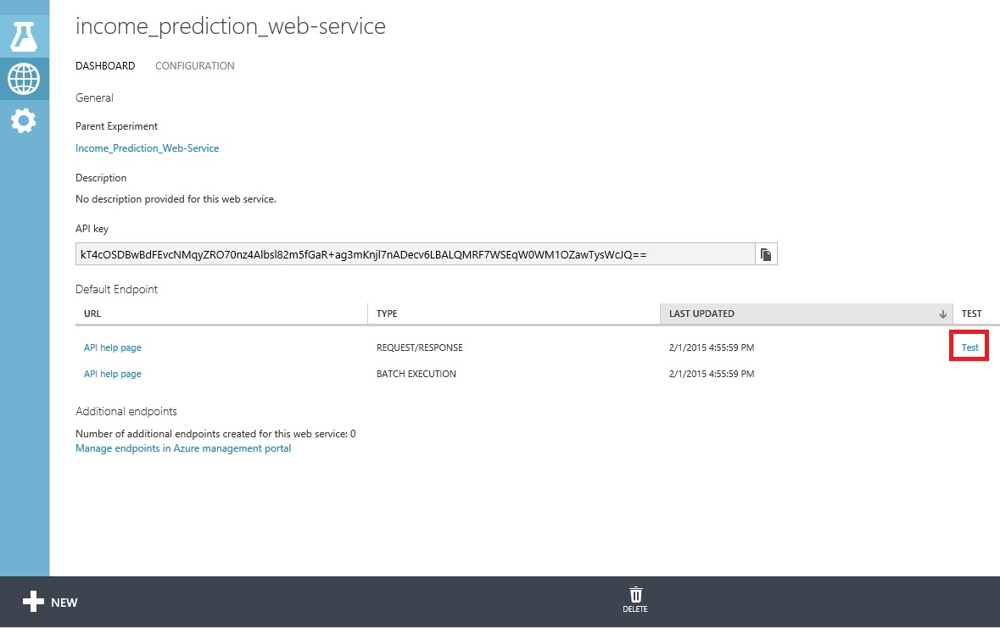 income_prediction_web-service
DASHBOARD CONFIGURATION
General
Parent Experiment
Income_Prediction_Web-Service
Description
No description provided for this web service.
API key
kT4cOSDBwBdFEvcNMqyZRO70nz4Albsl82m5fGaR+ag3mKnjl7nADecv6LBALQMRF7WSEqW0WM1OZawTysWcJQ==
Default Endpoint
URL TYPE LAST UPDATED TEST
API help page REQUEST/RESPONSE 2/1/2015 4:55:59 PM Test
API help page BATCH EXECUTION 2/1/2015 4:55:59 PM
Additional endpoints
Number of additional endpoints created for this web service: 0
Manage endpoints in Azure management portal
NEW DELETE